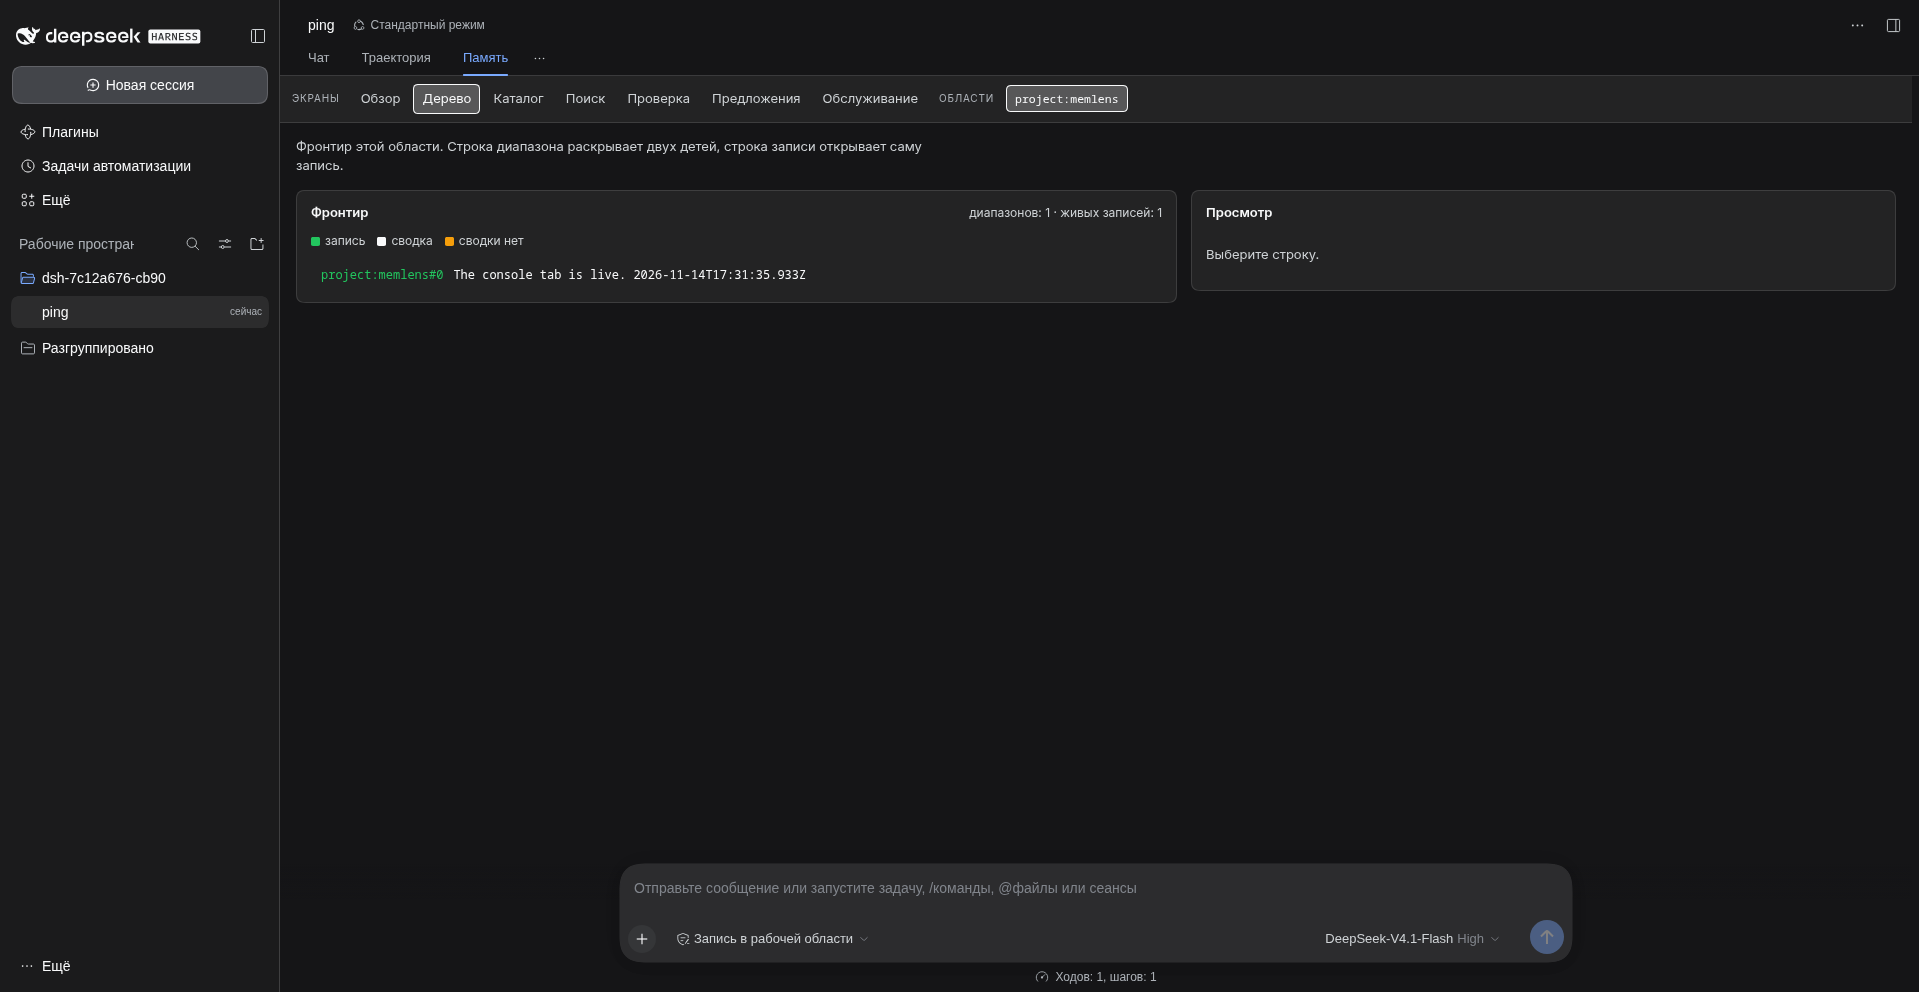 deepseek HARNESS
Новая сессия
Плагины
Задачи автоматизации
Ещё
Рабочие простран
dsh-7c12a676-cb90
ping сейчас
Разгруппировано
Ещё
ping Стандартный режим
Чат Траектория Память
ЭКРАНЫ Обзор Дерево Каталог Поиск Проверка Предложения Обслуживание ОБЛАСТИ project:memlens
Фронтир этой области. Строка диапазона раскрывает двух детей, строка записи открывает саму
запись.
Фронтир диапазонов: 1 · живых записей: 1
запись сводка сводки нет
project:memlens#0 The console tab is live. 2026-11-14T17:31:35.933Z
Просмотр
Выберите строку.
Отправьте сообщение или запустите задачу, /команды, @файлы или сеансы
Запись в рабочей области DeepSeek-V4.1-Flash High
Ходов: 1, шагов: 1